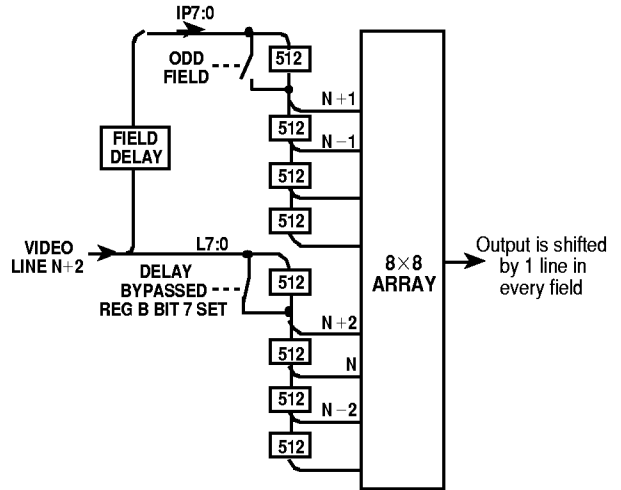 IP7:0
ODD
FIELD
512
N+1
512
N−1
FIELD
DELAY
512
512
VIDEO
LINE N+2
L7:0
DELAY
BYPASSED
REG B BIT 7 SET
512
N+2
512
N
512
N−2
512
8×8
ARRAY
Output is shifted
by 1 line in
every field